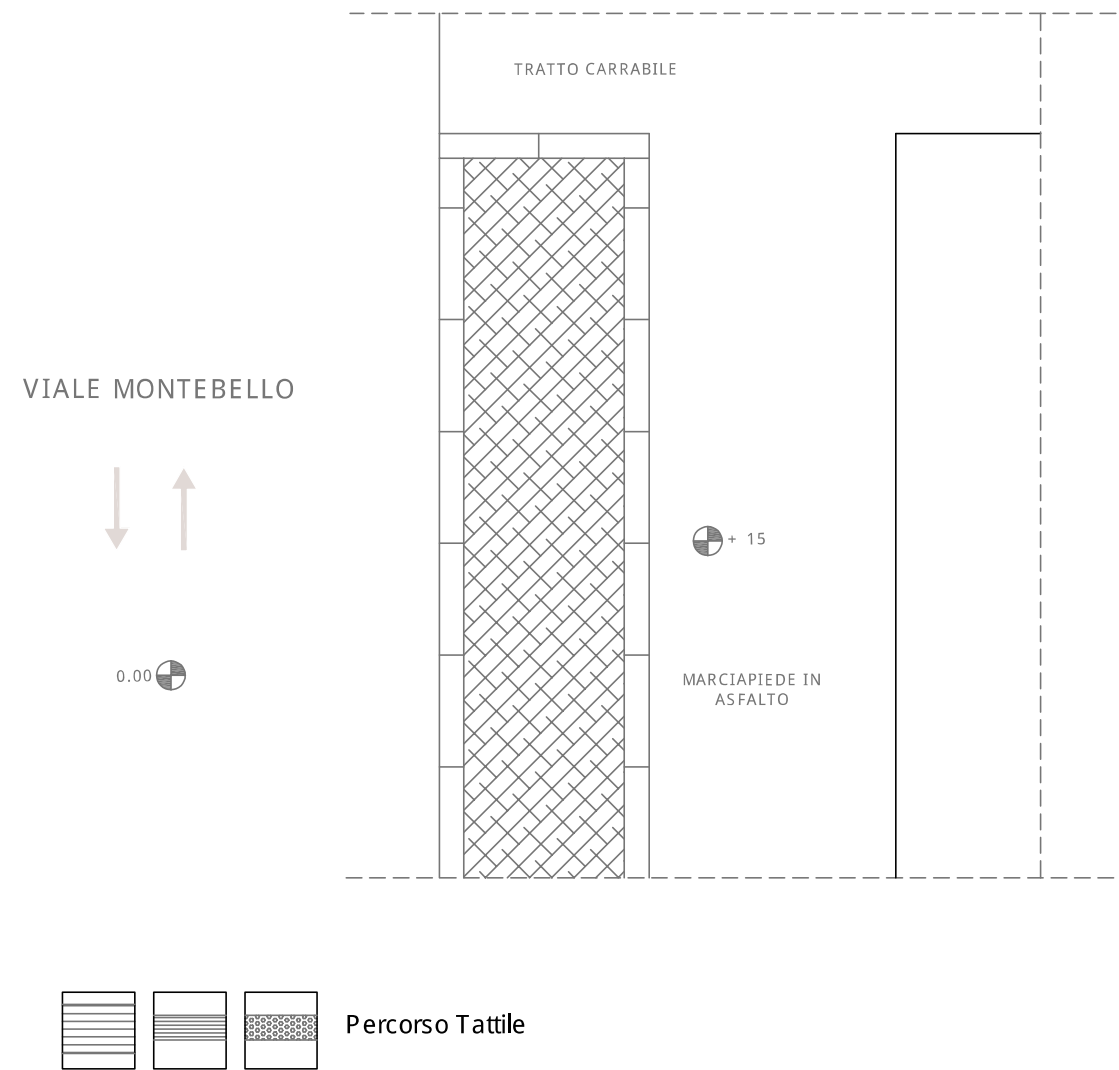 TRATTO CARRABILE
VIALE MONTEBELLO
+ 15
0.00
MARCIAPIEDE IN
ASFALTO
Percorso Tattile